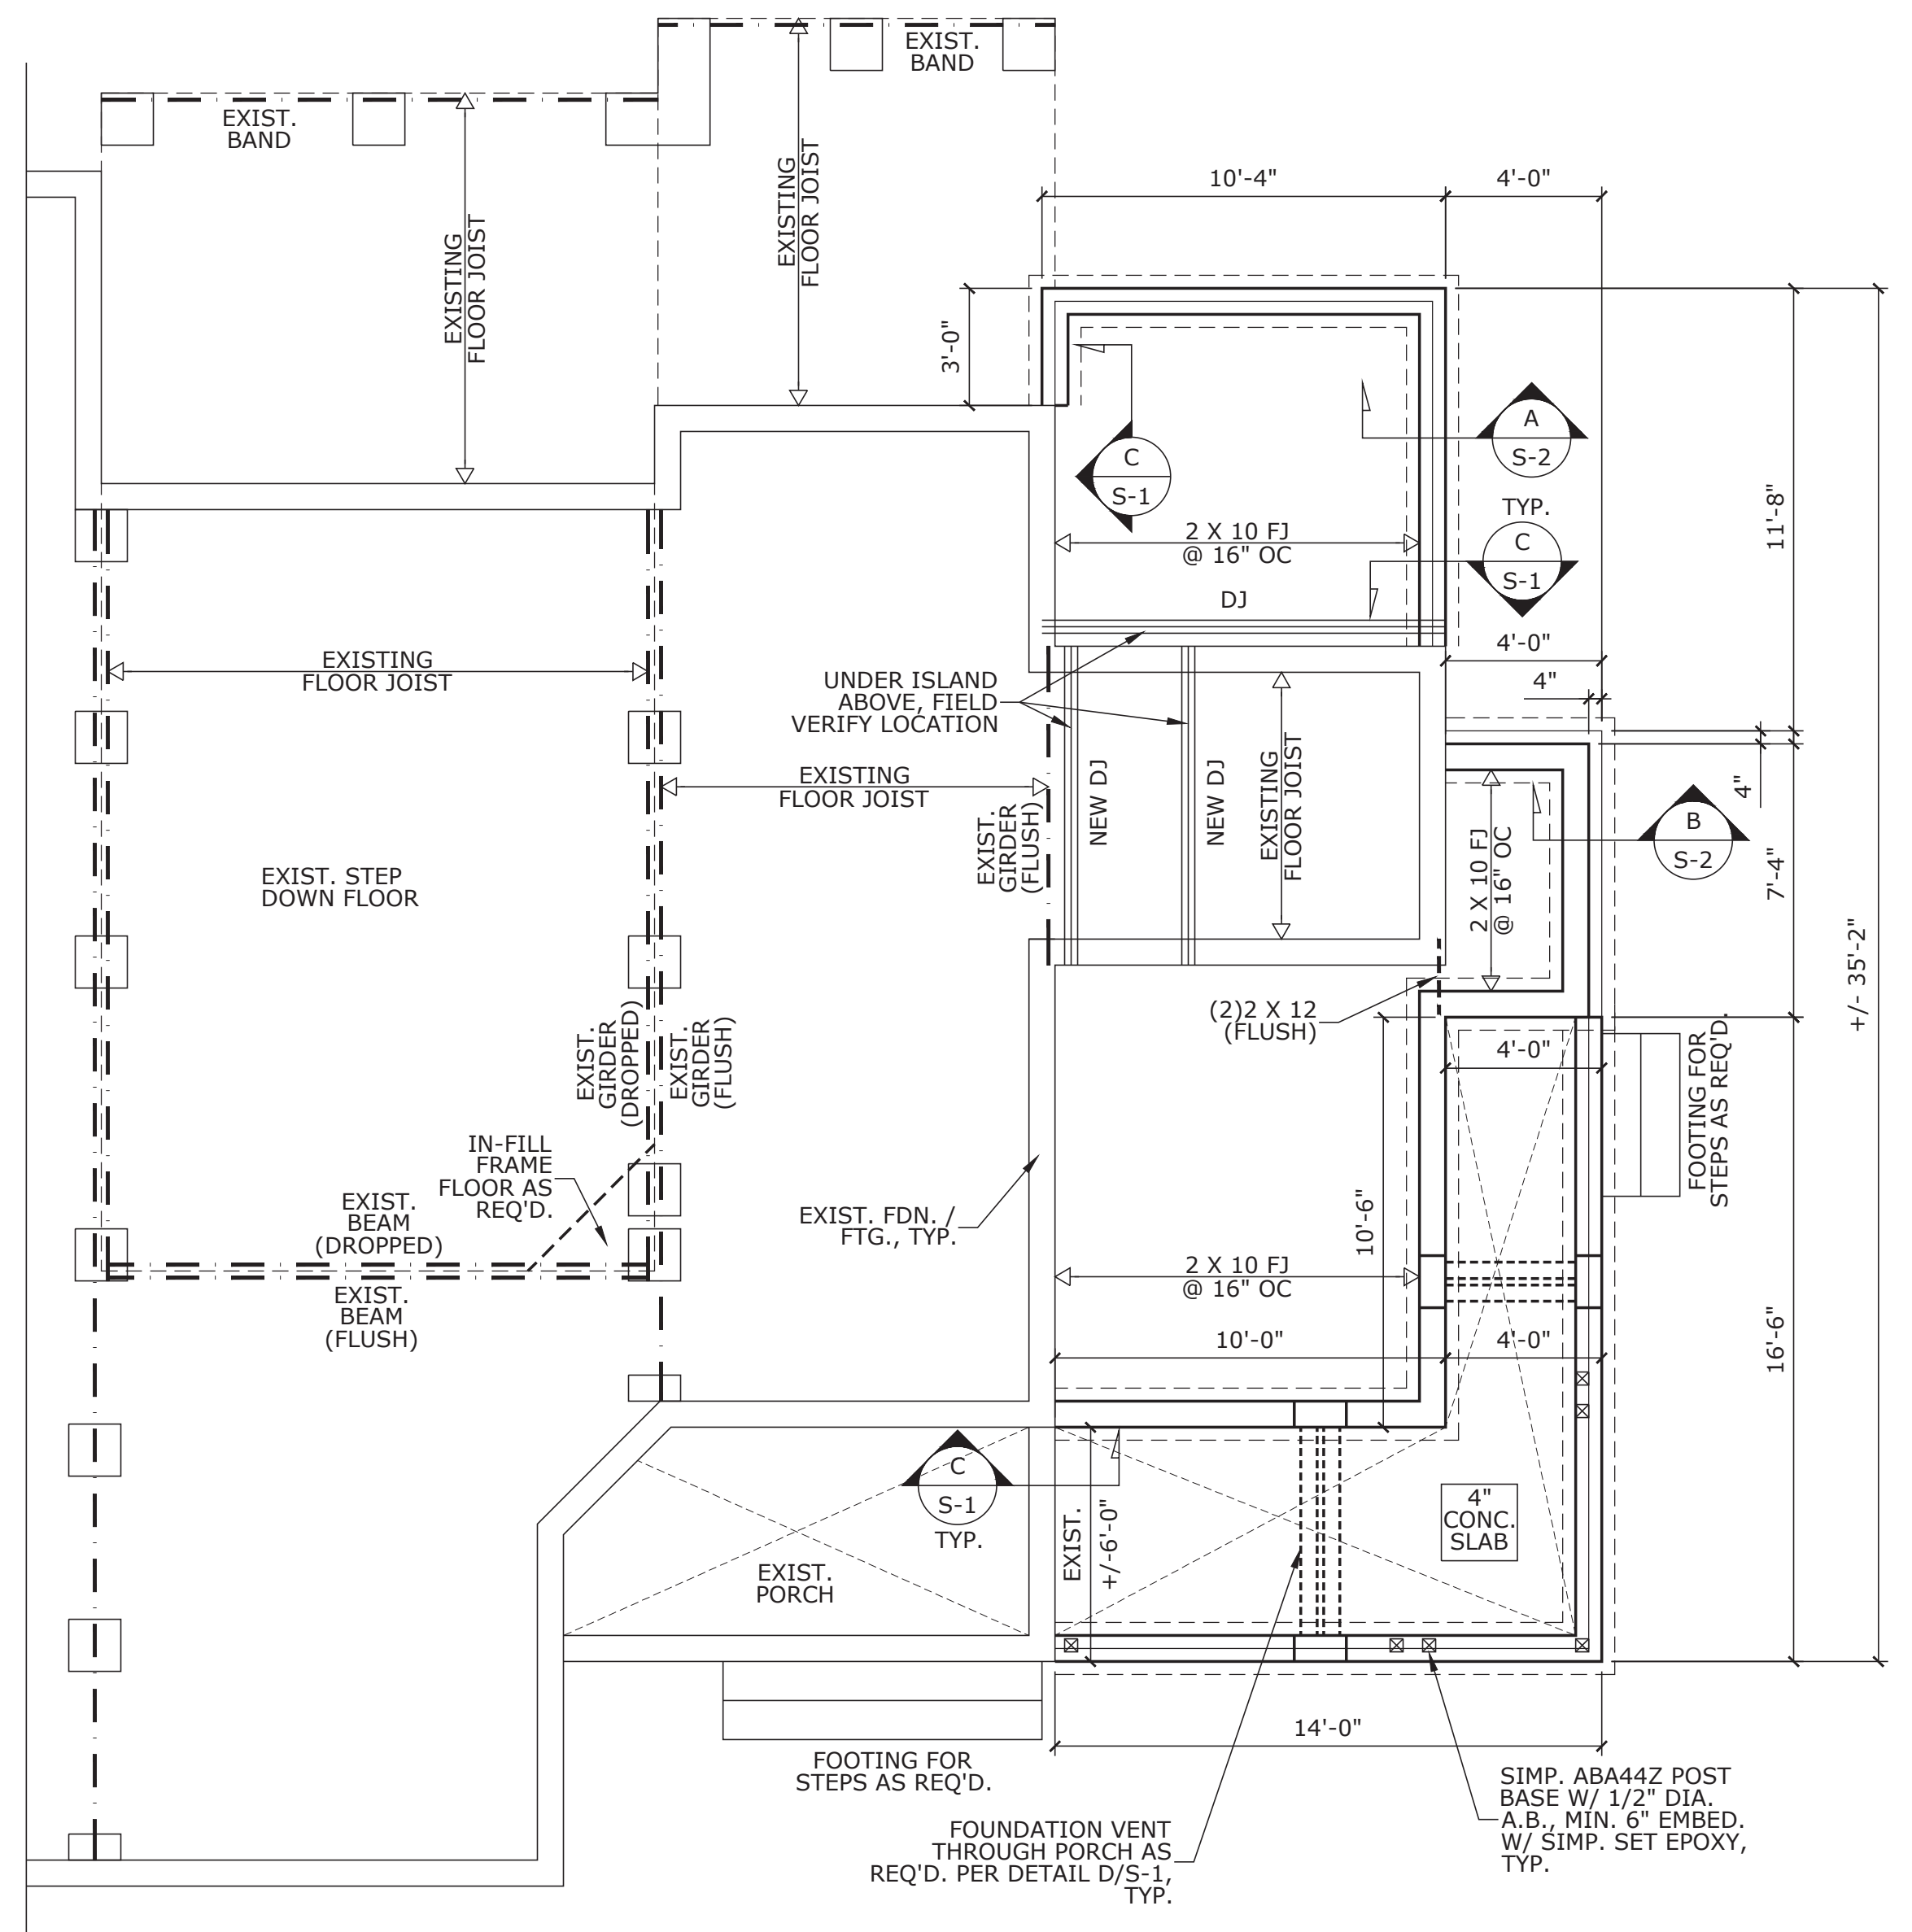 EXIST.
BAND
EXIST.
BAND
EXISTING
FLOOR JOIST
EXISTING
FLOOR JOIST
10'-4"
4'-0"
3'-0"
A
S-2
TYP.
C
S-1
C
S-1
2 X 10 FJ
@ 16" OC
DJ
11'-8"
4'-0"
4"
EXISTING
FLOOR JOIST
UNDER ISLAND
ABOVE, FIELD
VERIFY LOCATION
EXISTING
FLOOR JOIST
EXIST.
GIRDER
(FLUSH)
NEW DJ
NEW DJ
EXISTING
FLOOR JOIST
2 X 10 FJ
@ 16" OC
4"
B
S-2
7'-4"
+/- 35'-2"
EXIST. STEP
DOWN FLOOR
(2)2 X 12
(FLUSH)
4'-0"
FOOTING FOR
STEPS AS REQ'D.
EXIST.
GIRDER
(DROPPED)
EXIST.
GIRDER
(FLUSH)
IN-FILL
FRAME
FLOOR AS
REQ'D.
EXIST.
BEAM
(DROPPED)
EXIST.
BEAM
(FLUSH)
EXIST. FDN. /
FTG., TYP.
10'-6"
2 X 10 FJ
@ 16" OC
10'-0"
4'-0"
16'-6"
C
S-1
TYP.
EXIST.
+/-6'-0"
4"
CONC.
SLAB
EXIST.
PORCH
14'-0"
FOOTING FOR
STEPS AS REQ'D.
FOUNDATION VENT
THROUGH PORCH AS
REQ'D. PER DETAIL D/S-1,
TYP.
SIMP. ABA44Z POST
BASE W/ 1/2" DIA.
A.B., MIN. 6" EMBED.
W/ SIMP. SET EPOXY,
TYP.